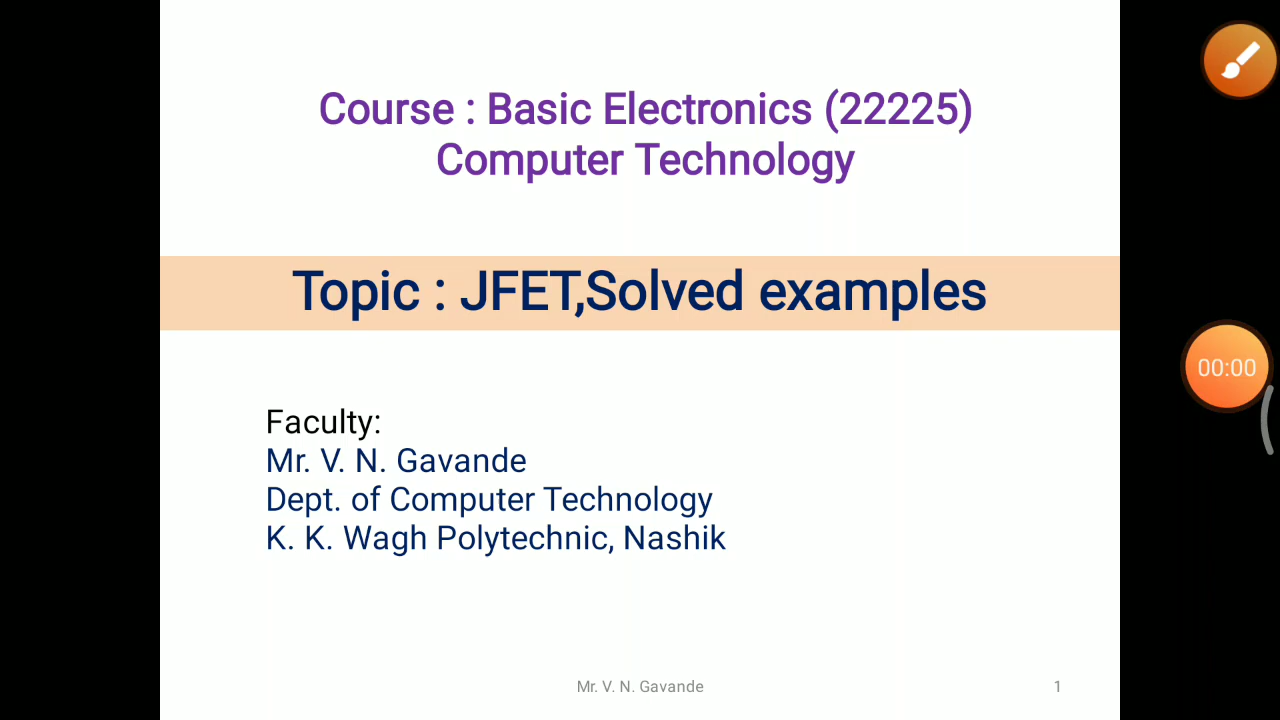 Course : Basic Electronics (22225)
Computer Technology
Topic : JFET,Solved examples
00:00
Faculty:
Mr. V. N. Gavande
Dept. of Computer Technology
K. K. Wagh Polytechnic, Nashik
Mr. V. N. Gavande
1